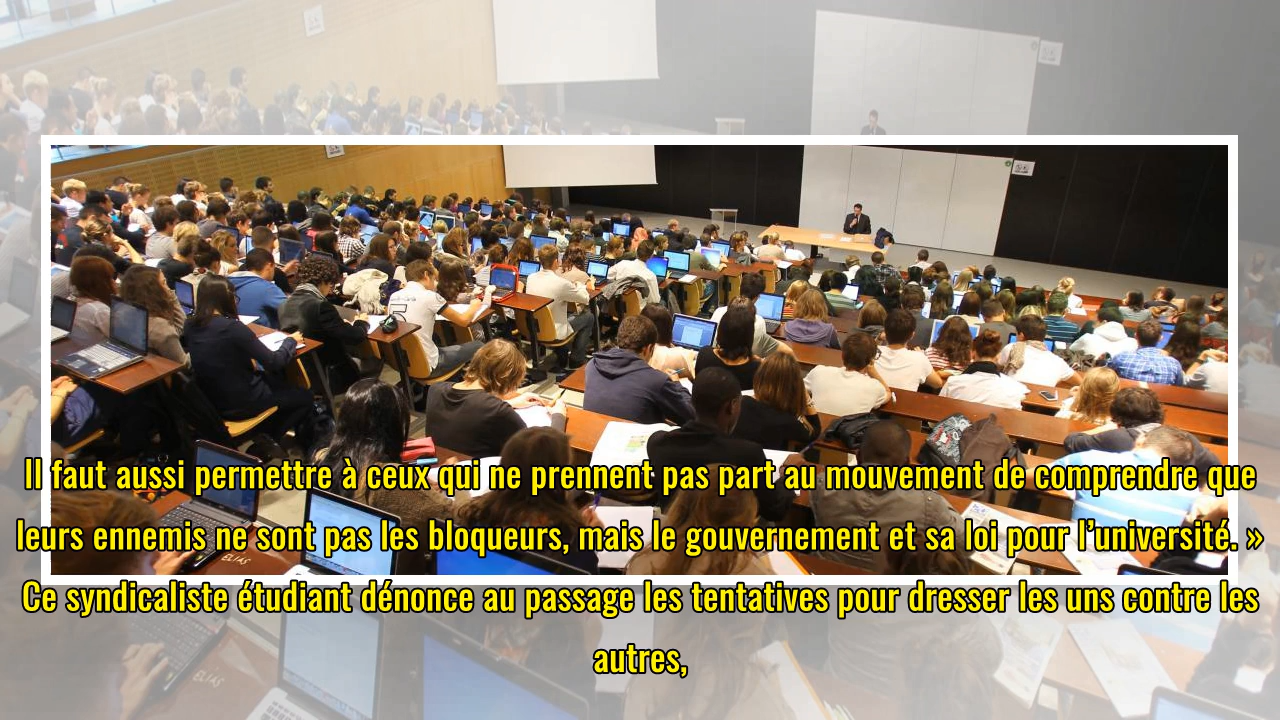 Il faut aussi permettre à ceux qui ne prennent pas part au mouvement de comprendre que
leurs ennemis ne sont pas les bloqueurs, mais le gouvernement et sa loi pour l’université. »
Ce syndicaliste étudiant dénonce au passage les tentatives pour dresser les uns contre les
autres,
ELIAS
ELIAS